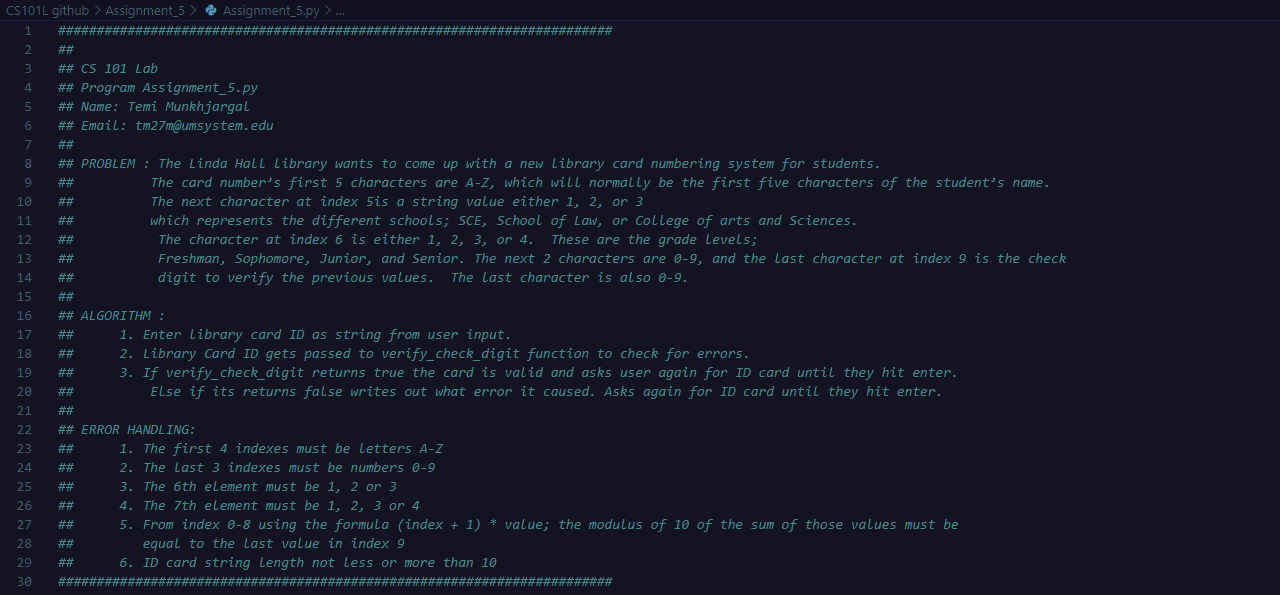 CS101L github > Assignment_5 > Assignment_5.py > ...
1 ########################################################################
2 ##
3 ## CS 101 Lab
4 ## Program Assignment_5.py
5 ## Name: Temi Munkhjargal
6 ## Email: tm27m@umsystem.edu
7 ##
8 ## PROBLEM : The Linda Hall library wants to come up with a new library card numbering system for students.
9 ##          The card number’s first 5 characters are A-Z, which will normally be the first five characters of the student’s name.
10 ##          The next character at index 5is a string value either 1, 2, or 3
11 ##          which represents the different schools; SCE, School of Law, or College of arts and Sciences.
12 ##           The character at index 6 is either 1, 2, 3, or 4.  These are the grade levels;
13 ##           Freshman, Sophomore, Junior, and Senior. The next 2 characters are 0-9, and the last character at index 9 is the check
14 ##           digit to verify the previous values.  The last character is also 0-9.
15 ##
16 ## ALGORITHM :
17 ##      1. Enter library card ID as string from user input.
18 ##      2. Library Card ID gets passed to verify_check_digit function to check for errors.
19 ##      3. If verify_check_digit returns true the card is valid and asks user again for ID card until they hit enter.
20 ##          Else if its returns false writes out what error it caused. Asks again for ID card until they hit enter.
21 ##
22 ## ERROR HANDLING:
23 ##      1. The first 4 indexes must be letters A-Z
24 ##      2. The last 3 indexes must be numbers 0-9
25 ##      3. The 6th element must be 1, 2 or 3
26 ##      4. The 7th element must be 1, 2, 3 or 4
27 ##      5. From index 0-8 using the formula (index + 1) * value; the modulus of 10 of the sum of those values must be
28 ##         equal to the last value in index 9
29 ##      6. ID card string length not less or more than 10
30 ########################################################################